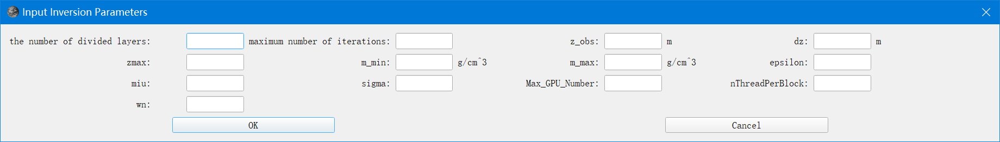 Input Inversion Parameters
the number of divided layers: maximum number of iterations: z_obs: m dz: m
zmax: m_min: g/cm^3 m_max: g/cm^3 epsilon:
miu: sigma: Max_GPU_Number: nThreadPerBlock:
wn:
OK Cancel